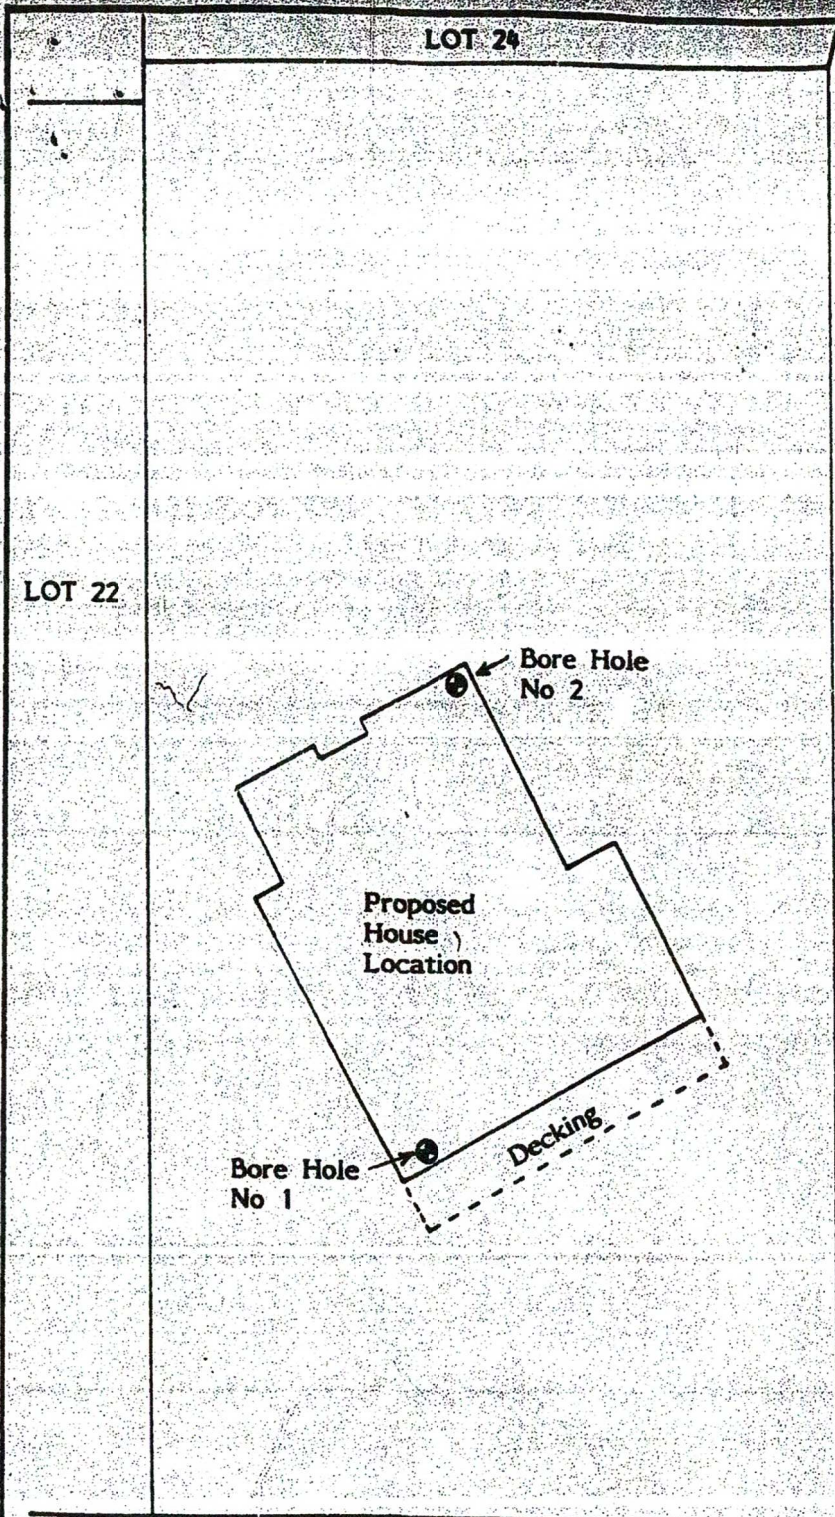 LOT 24
LOT 22
Bore Hole
No 2
Proposed
House
Location
Decking
Bore Hole
No 1